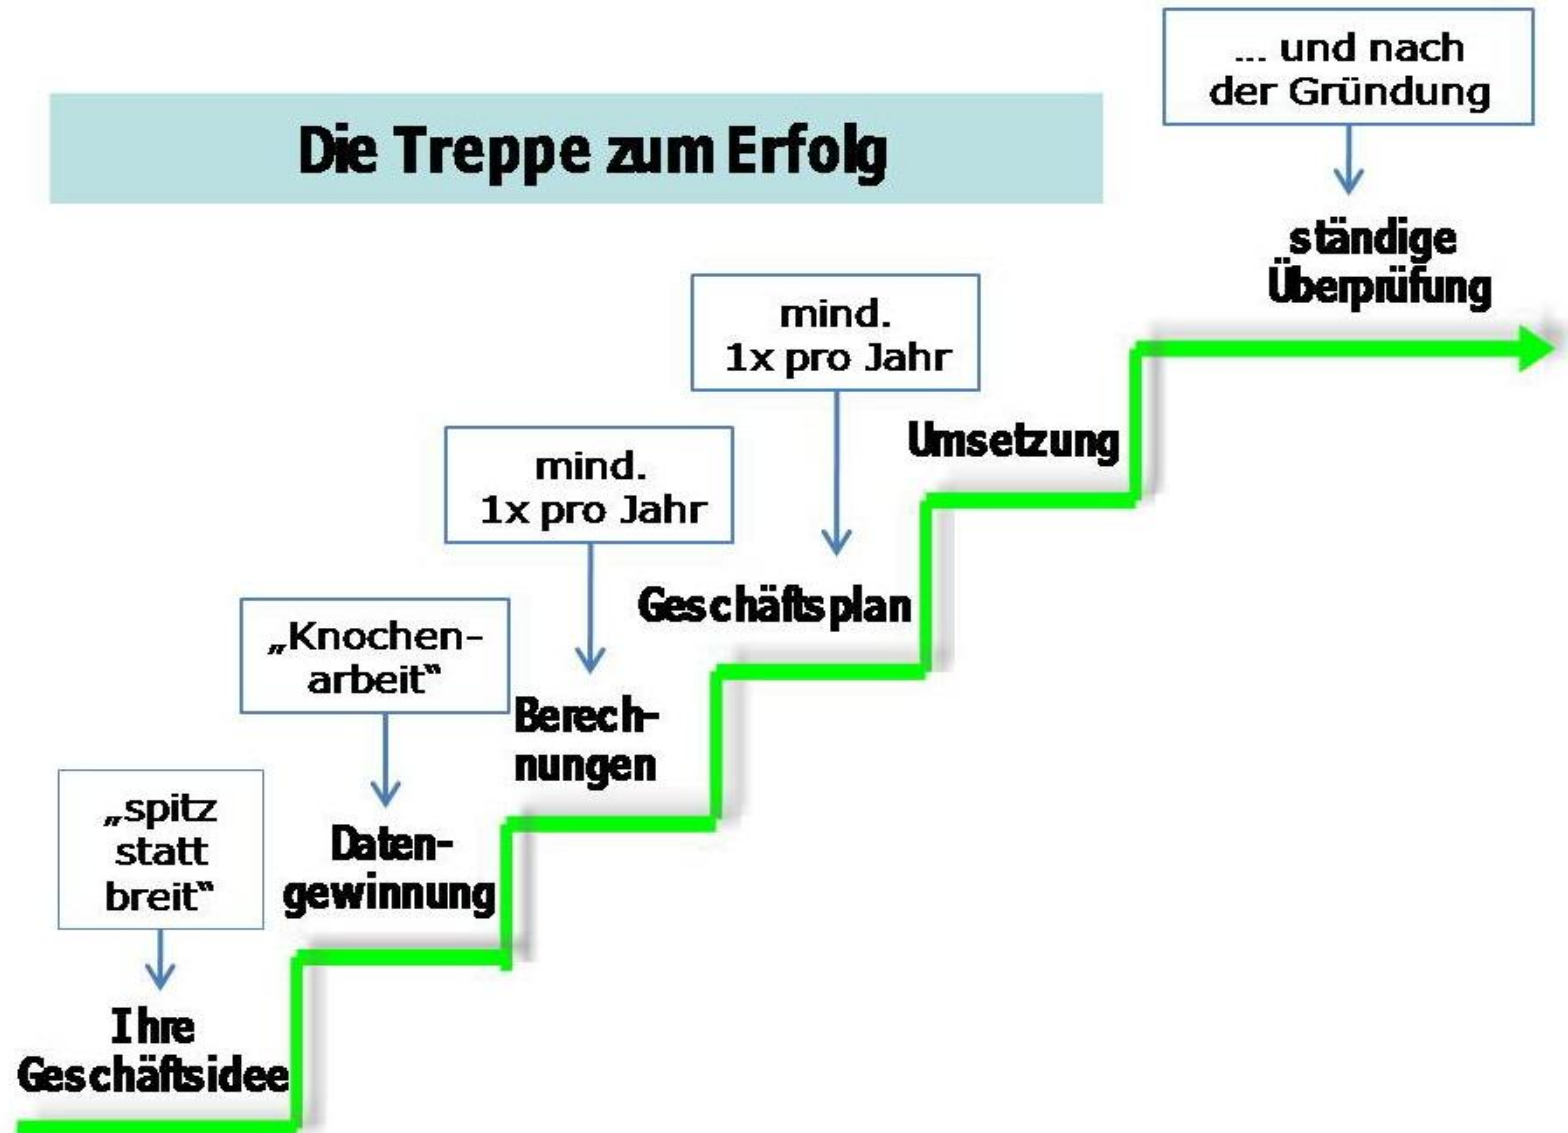 Die Treppe zum Erfolg
... und nach
der Gründung
ständige
Überprüfung
mind.
1x pro Jahr
Umsetzung
mind.
1x pro Jahr
Geschäftsplan
„Knochen-
arbeit“
Berech-
nungen
„spitz
statt
breit“
Daten-
gewinnung
Ihre
Geschäftsidee